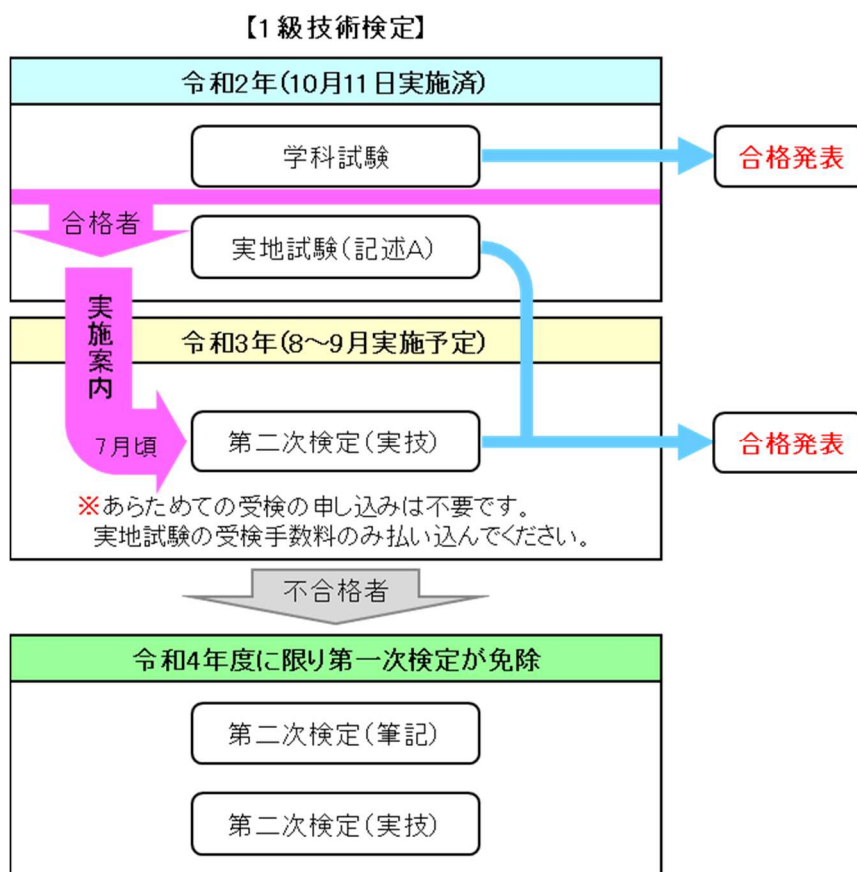 【1級技術検定】
令和2年(10月11日実施済)
学科試験
合格発表
合格者
実地試験(記述A)
実施案内
令和3年(8～9月実施予定)
7月頃
第二次検定(実技)
合格発表
※あらためての受検の申し込みは不要です。
実地試験の受検手数料のみ払い込んでください。
不合格者
令和4年度に限り第一次検定が免除
第二次検定(筆記)
第二次検定(実技)